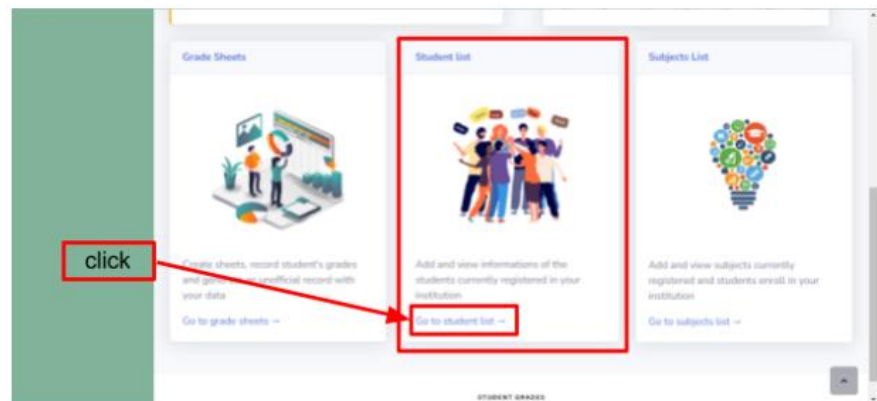 Grade Sheets
Student list
Subjects List
click
Create sheets, record student's grades
and unofficial record with
your data
Go to grade sheets →
Add and view informations of the
students currently registered in your
institution
Go to student list →
Add and view subjects currently
registered and students enroll in your
institution
Go to subjects list →
STUDENT GRADES